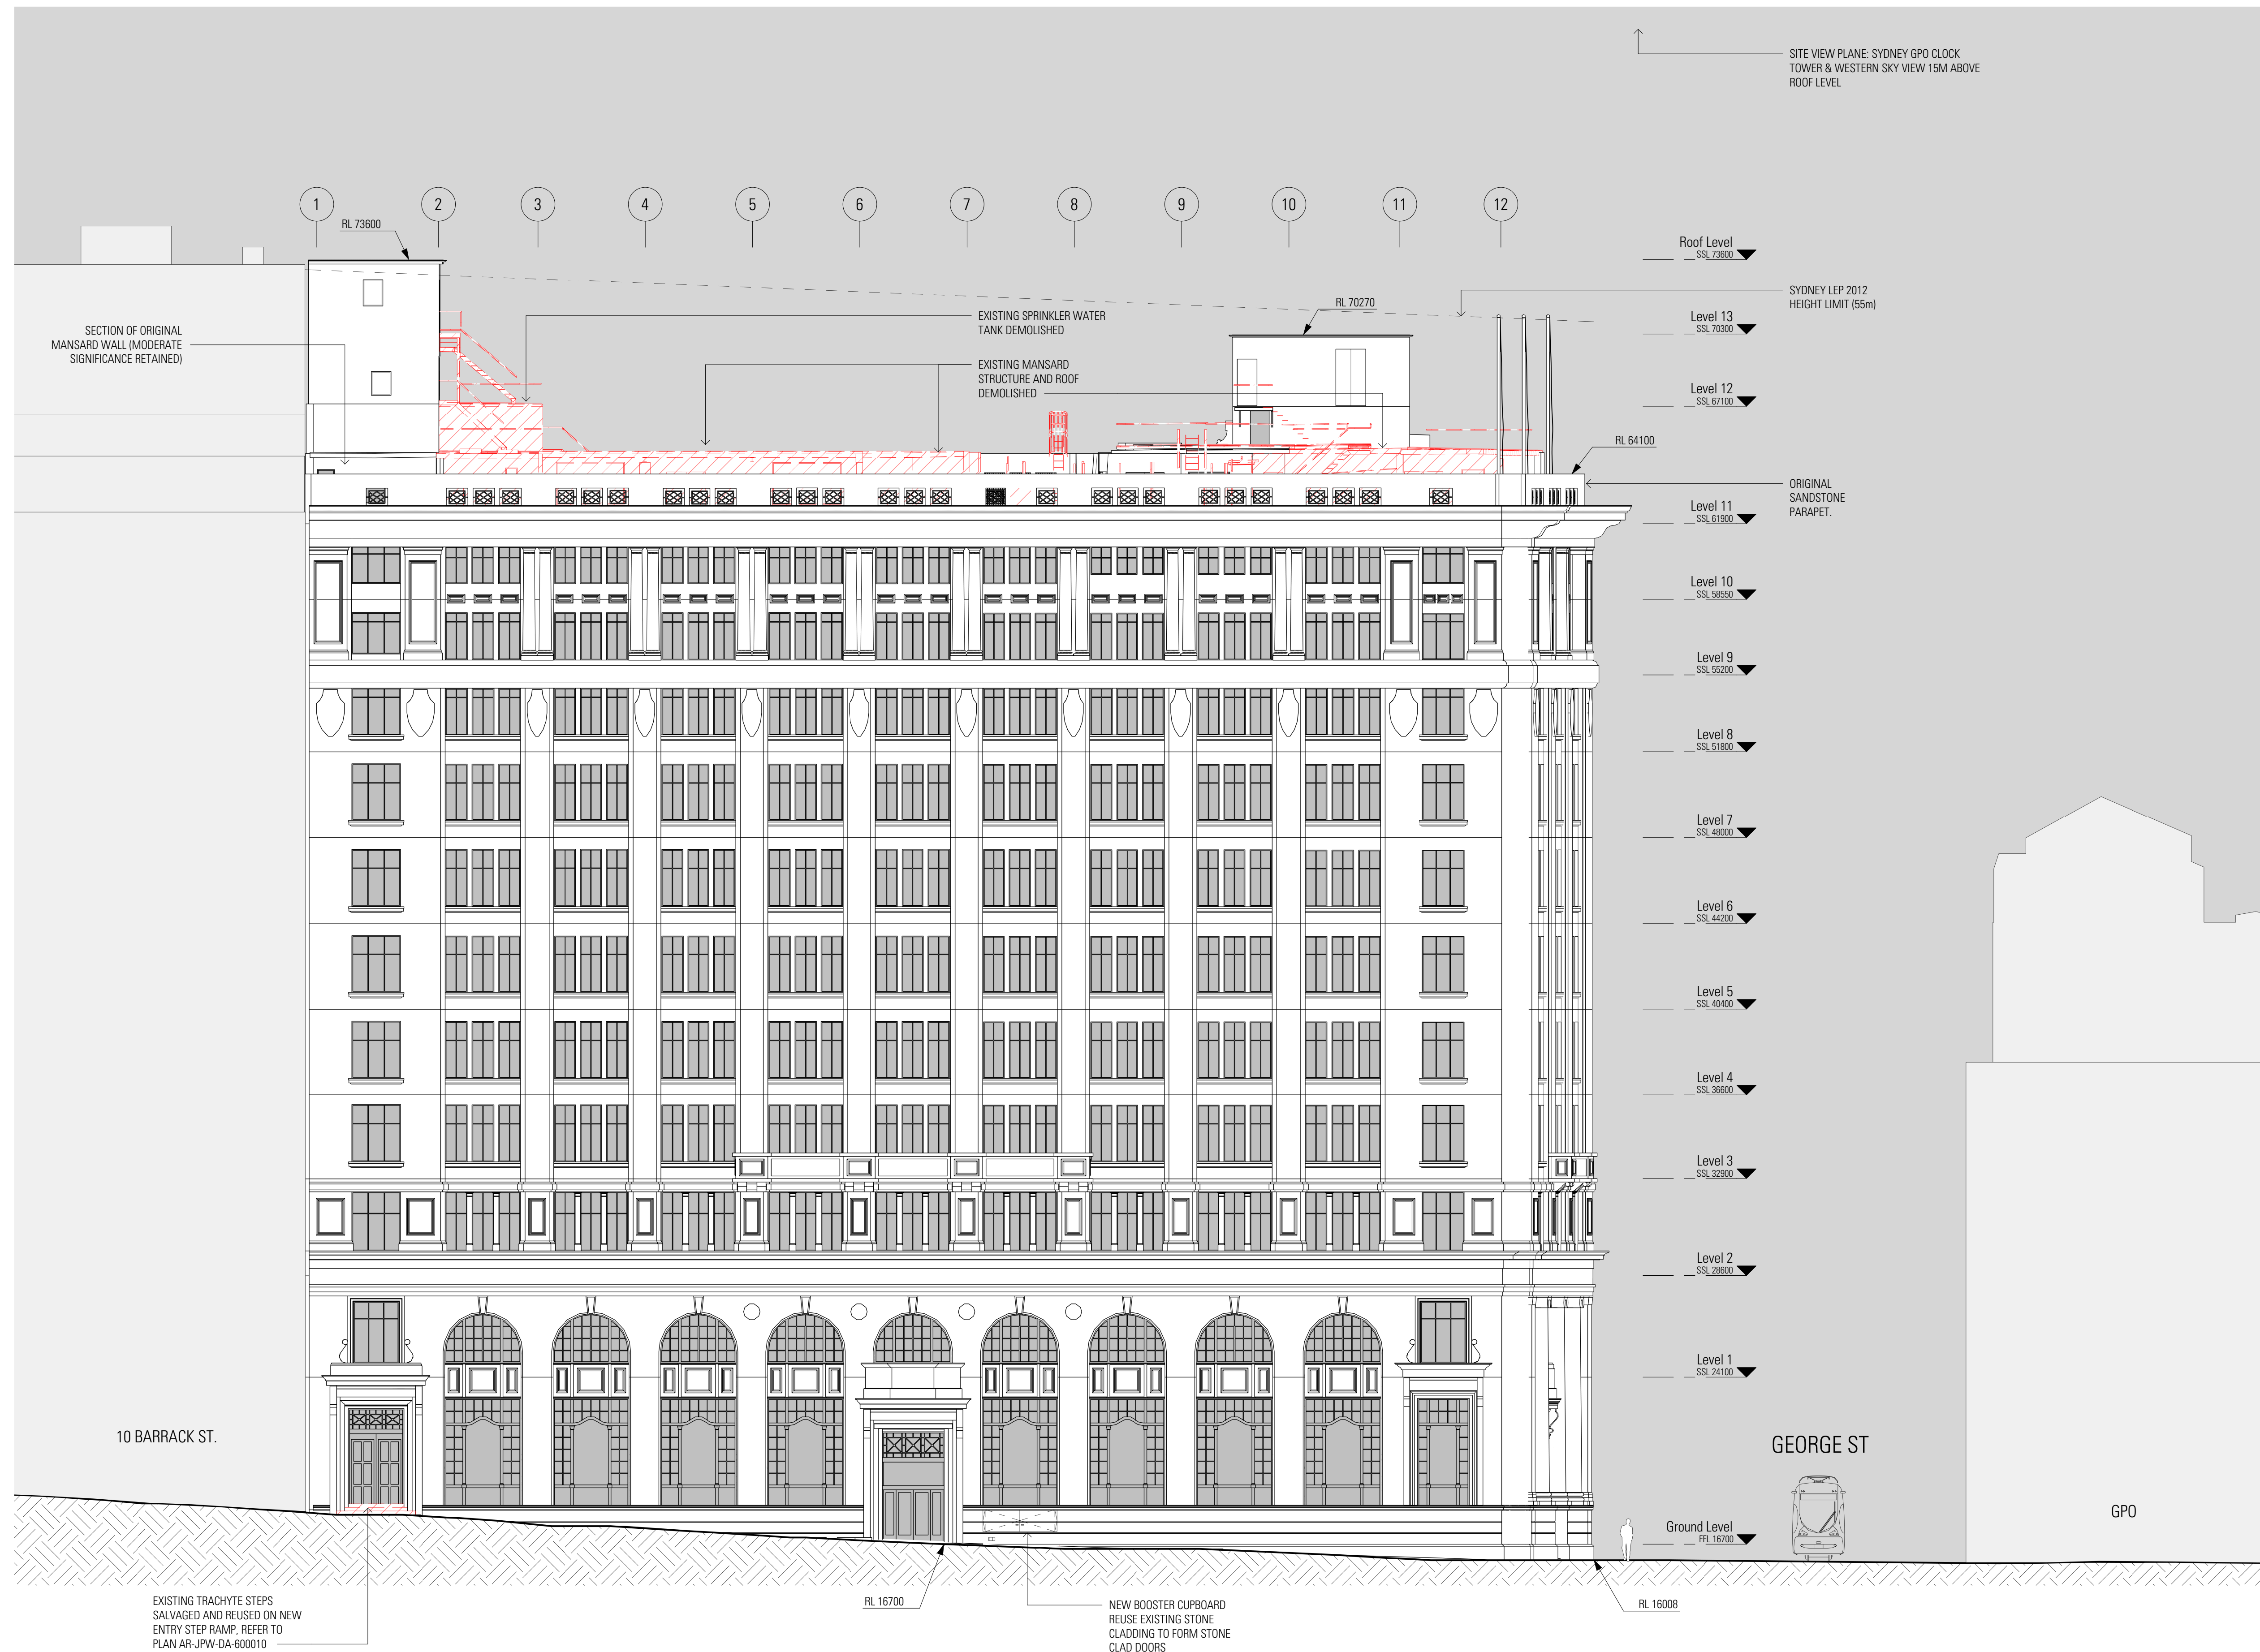 SITE VIEW PLANE: SYDNEY GPO CLOCK
TOWER & WESTERN SKY VIEW 15M ABOVE
ROOF LEVEL
1
2
3
4
5
6
7
8
9
10
11
12
RL 73600
Roof Level
SSL 73600
SYDNEY LEP 2012
HEIGHT LIMIT (55m)
RL 70270
EXISTING SPRINKLER WATER
TANK DEMOLISHED
Level 13
SSL 70300
SECTION OF ORIGINAL
MANSARD WALL (MODERATE
SIGNIFICANCE RETAINED)
EXISTING MANSARD
STRUCTURE AND ROOF
DEMOLISHED
Level 12
SSL 67100
RL 64100
ORIGINAL
SANDSTONE
PARAPET.
Level 11
SSL 61900
Level 10
SSL 58550
Level 9
SSL 55200
Level 8
SSL 51800
Level 7
SSL 48000
Level 6
SSL 44200
Level 5
SSL 40400
Level 4
SSL 36600
Level 3
SSL 32900
Level 2
SSL 28600
Level 1
SSL 24100
10 BARRACK ST.
GEORGE ST
GPO
Ground Level
FFL 16700
EXISTING TRACHYTE STEPS
SALVAGED AND REUSED ON NEW
ENTRY STEP RAMP, REFER TO
PLAN AR-JPW-DA-600010
RL 16700
NEW BOOSTER CUPBOARD
REUSE EXISTING STONE
CLADDING TO FORM STONE
CLAD DOORS
RL 16008